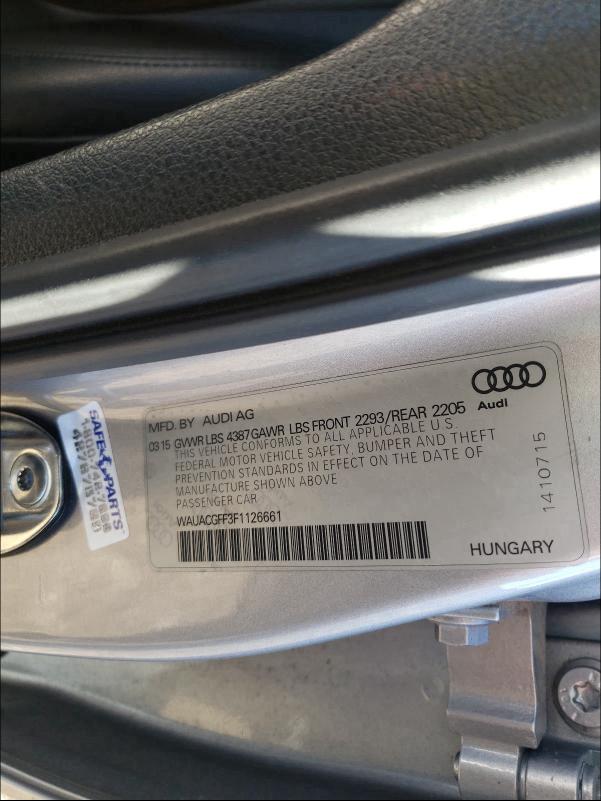 MFD. BY AUDI AG
Audi
03 15 GVWR LBS 4387 GAWR LBS FRONT 2293/REAR 2205
THIS VEHICLE CONFORMS TO ALL APPLICABLE U.S.
FEDERAL MOTOR VEHICLE SAFETY, BUMPER AND THEFT
PREVENTION STANDARDS IN EFFECT ON THE DATE OF
MANUFACTURE SHOWN ABOVE
PASSENGER CAR
WAUACGFF3F1126661
HUNGARY
1410715
SAFE PARTS